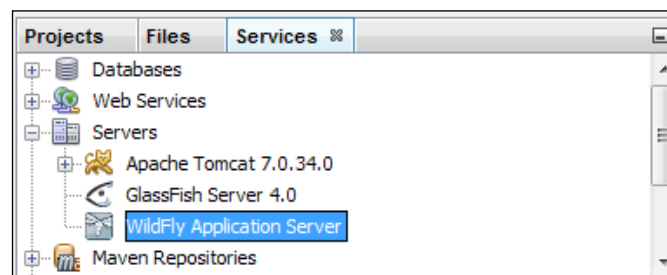 Projects Files Services
Databases
Web Services
Servers
Apache Tomcat 7.0.34.0
GlassFish Server 4.0
WildFly Application Server
Maven Repositories